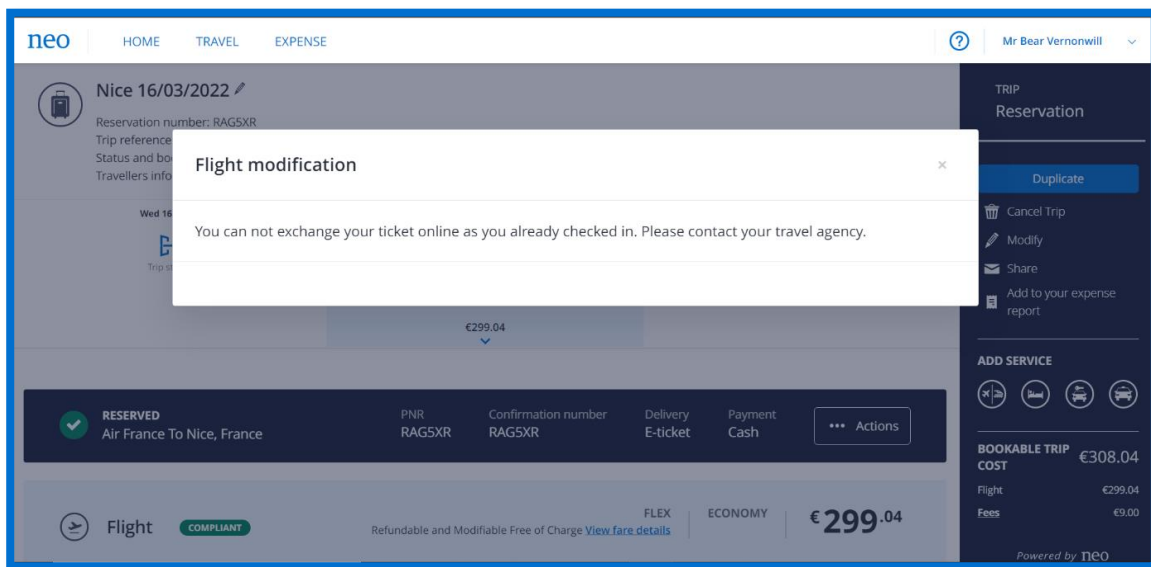 neo HOME TRAVEL EXPENSE ? Mr Bear Vernonwill
Nice 16/03/2022
Reservation number: RAG5XR
Trip reference
Status and bo
Travellers info
Flight modification ×
You can not exchange your ticket online as you already checked in. Please contact your travel agency.
Wed 16
Trip st
€299.04
RESERVED
Air France To Nice, France
PNR
RAG5XR
Confirmation number
RAG5XR
Delivery
E-ticket
Payment
Cash
••• Actions
Flight COMPLIANT
FLEX ECONOMY
Refundable and Modifiable Free of Charge View fare details
€299.04
TRIP
Reservation
Duplicate
Cancel Trip
Modify
Share
Add to your expense
report
ADD SERVICE
BOOKABLE TRIP
COST €308.04
Flight €299.04
Fees €9.00
Powered by neo